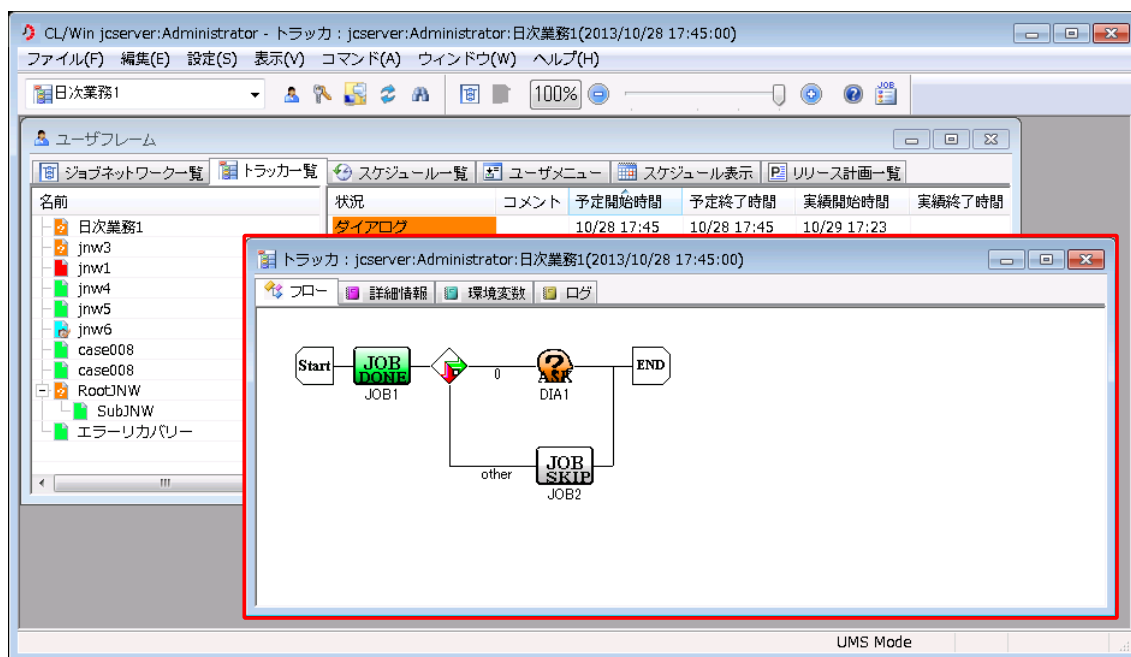 CL/Win jcserver:Administrator - トラッカ : jcserver:Administrator:日次業務1(2013/10/28 17:45:00)
ファイル(F) 編集(E) 設定(S) 表示(V) コマンド(A) ウィンドウ(W) ヘルプ(H)
日次業務1 100% JOB
ユーザフレーム
ジョブネットワーク一覧 トラッカ一覧 スケジュール一覧 ユーザメニュー スケジュール表示 リリース計画一覧
名前 状況 コメント 予定開始時間 予定終了時間 実績開始時間 実績終了時間
日次業務1 ダイアログ 10/28 17:45 10/28 17:45 10/29 17:23
jnw3
jnw1
jnw4
jnw5
jnw6
case008
case008
RootJNW
SubJNW
エラーリカバリー
トラッカ : jcserver:Administrator:日次業務1(2013/10/28 17:45:00)
フロー 詳細情報 環境変数 ログ
Start JOB DONE 0 ASK END
JOB1 DIA1
other JOB SKIP
JOB2
UMS Mode